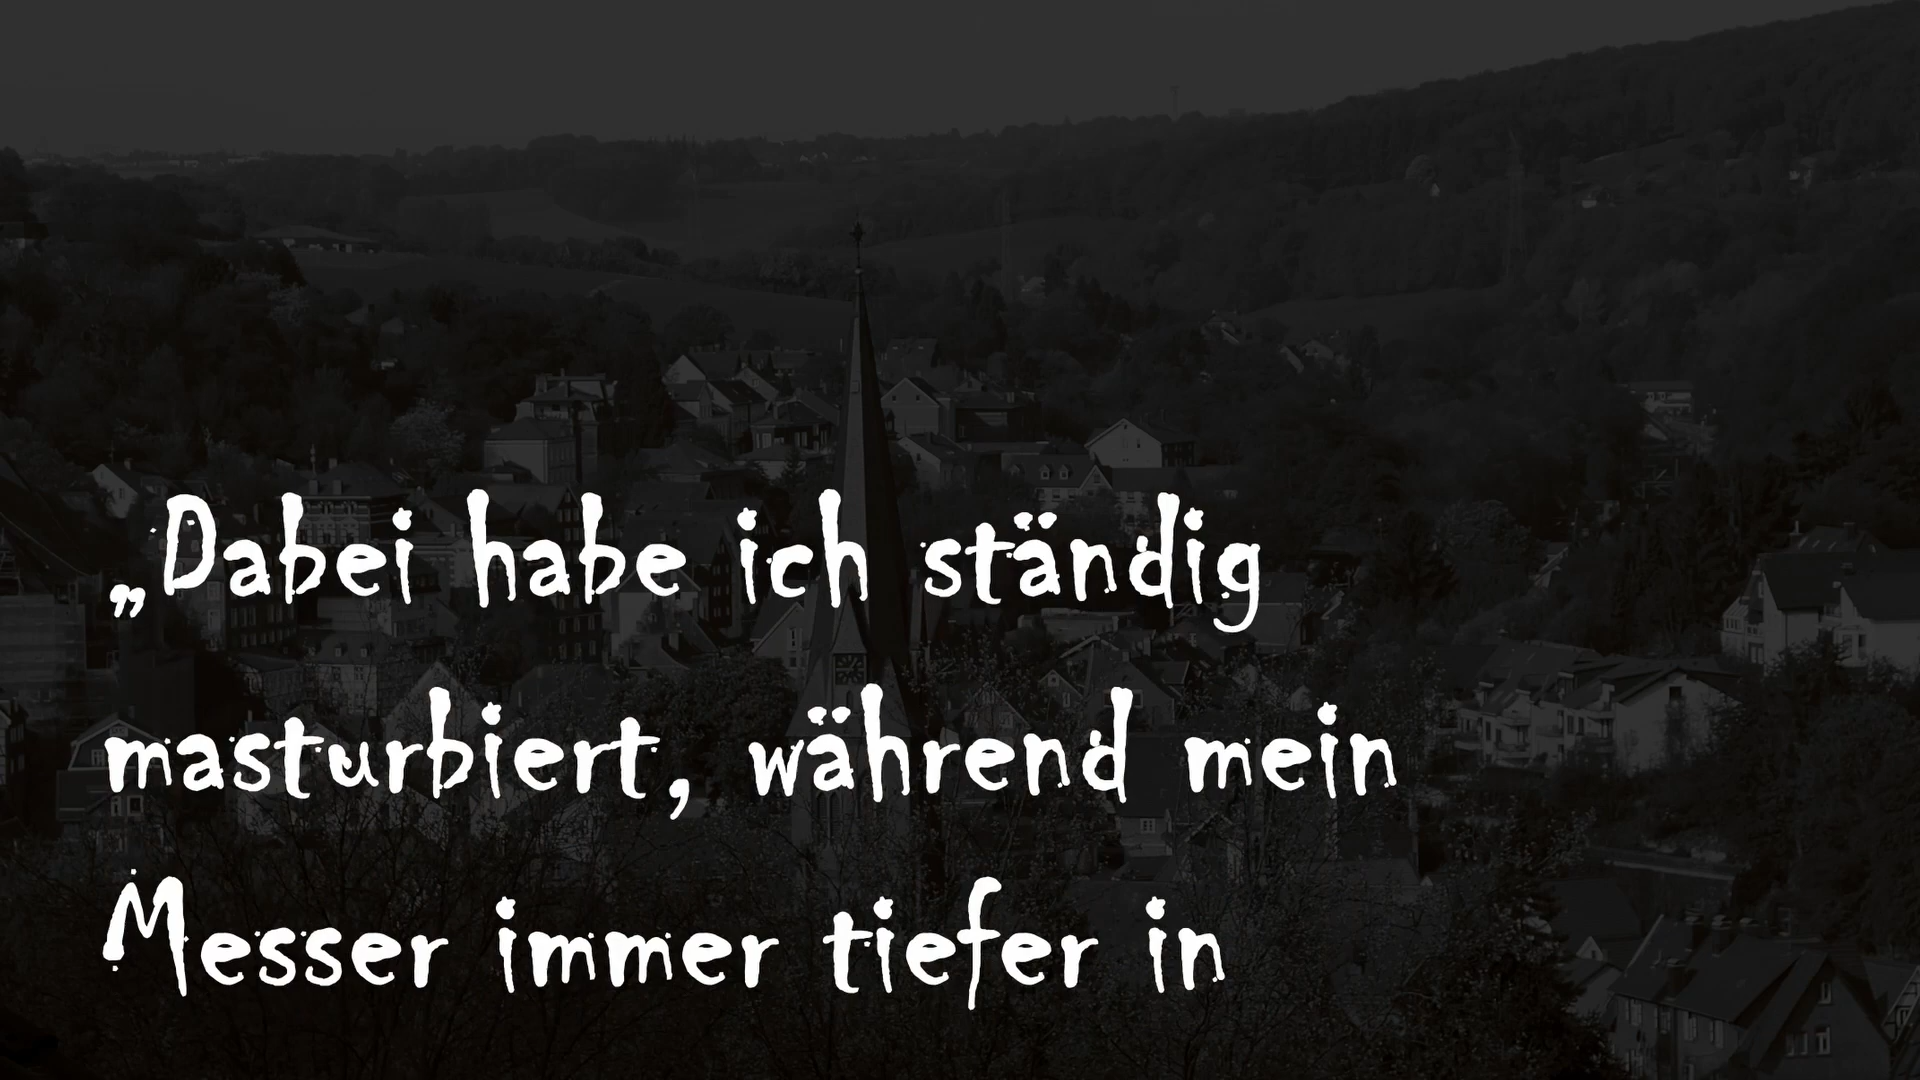 „Dabei habe ich ständig
masturbiert, während mein
Messer immer tiefer in